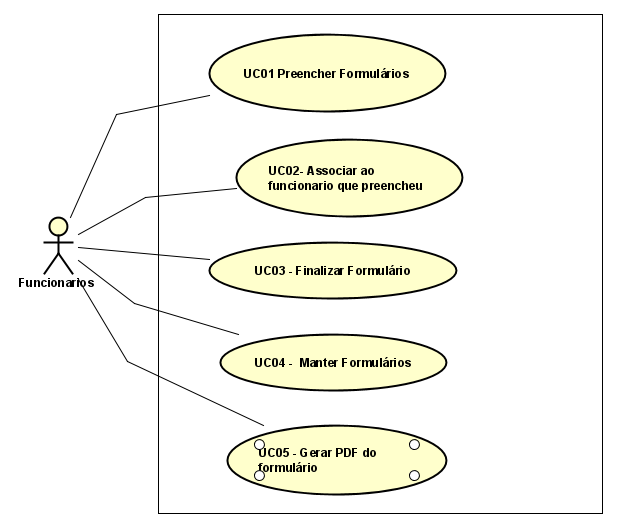 UC01 Preencher Formulários
UC02- Associar ao
funcionario que preencheu
UC03 - Finalizar Formulário
Funcionarios
UC04 - Manter Formulários
UC05 - Gerar PDF do
formulário